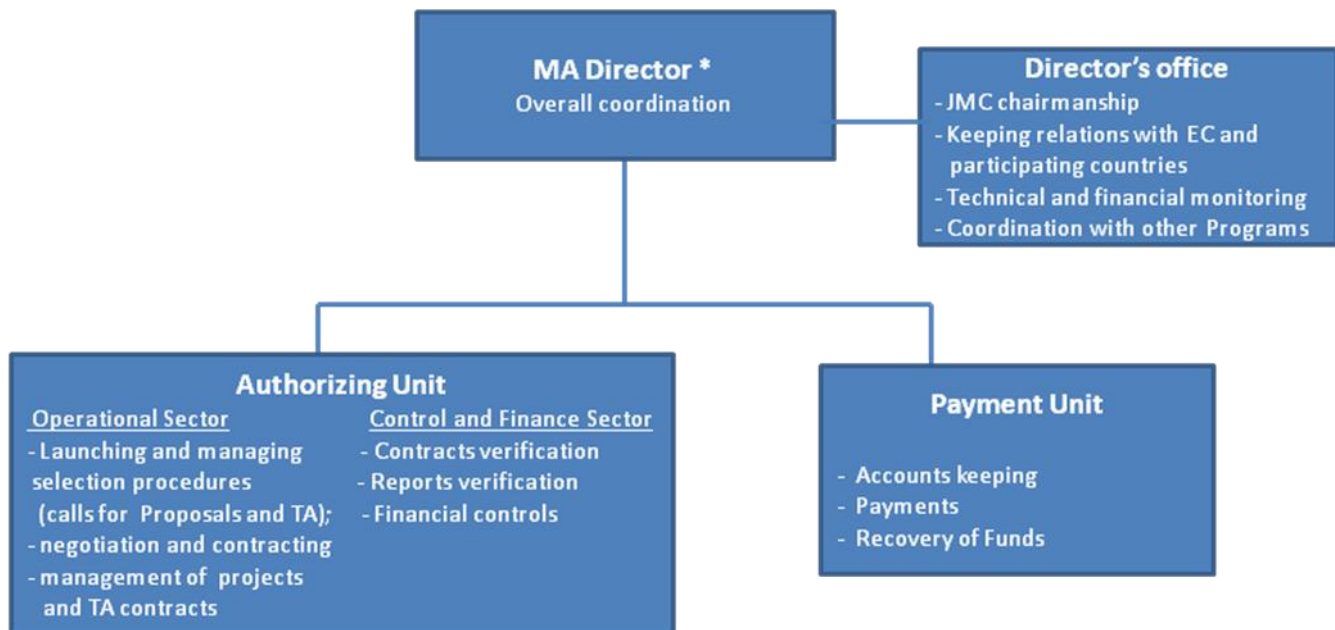 MA Director *
Overall coordination
Director's office
- JMC chairmanship
- Keeping relations with EC and
participating countries
- Technical and financial monitoring
- Coordination with other Programs
Authorizing Unit
Operational Sector
- Launching and managing
selection procedures
(calls for Proposals and TA);
- negotiation and contracting
- management of projects
and TA contracts
Control and Finance Sector
- Contracts verification
- Reports verification
- Financial controls
Payment Unit
- Accounts keeping
- Payments
- Recovery of Funds